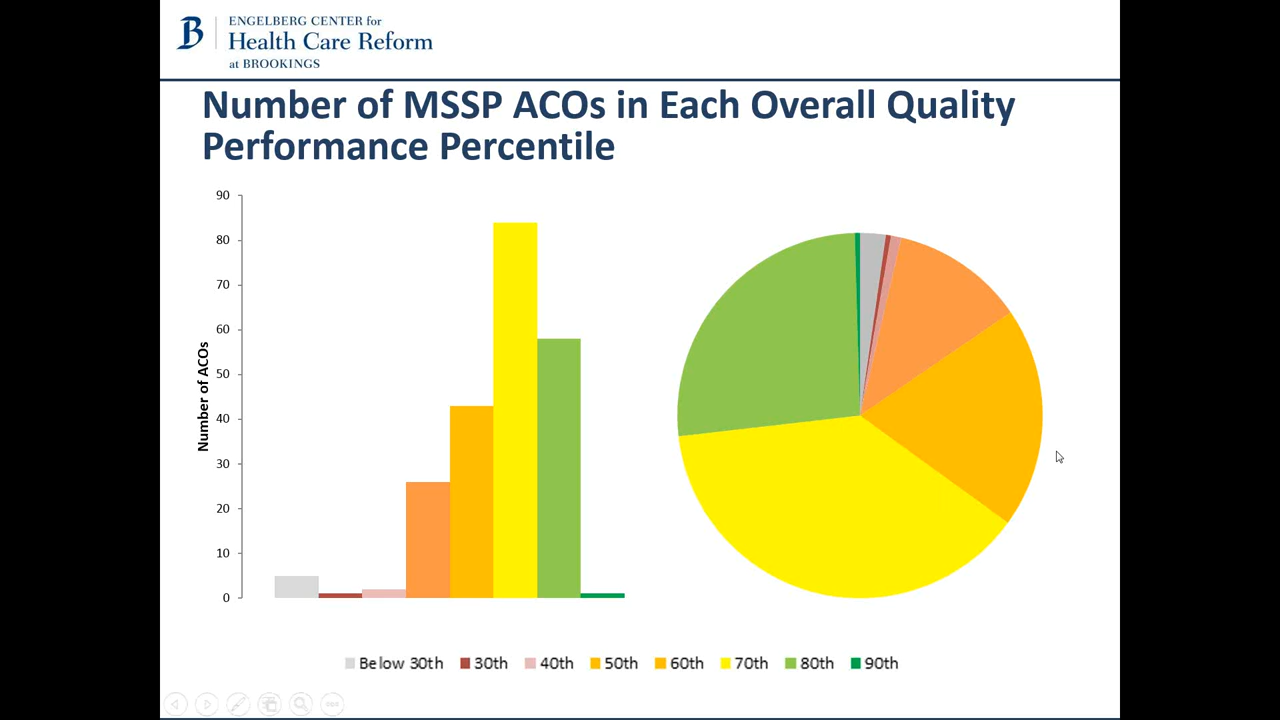 B
ENGELBERG CENTER for
Health Care Reform
at BROOKINGS
Number of MSSP ACOs in Each Overall Quality
Performance Percentile
Number of ACOs
90
80
70
60
50
40
30
20
10
0
Below 30th 30th 40th 50th 60th 70th 80th 90th